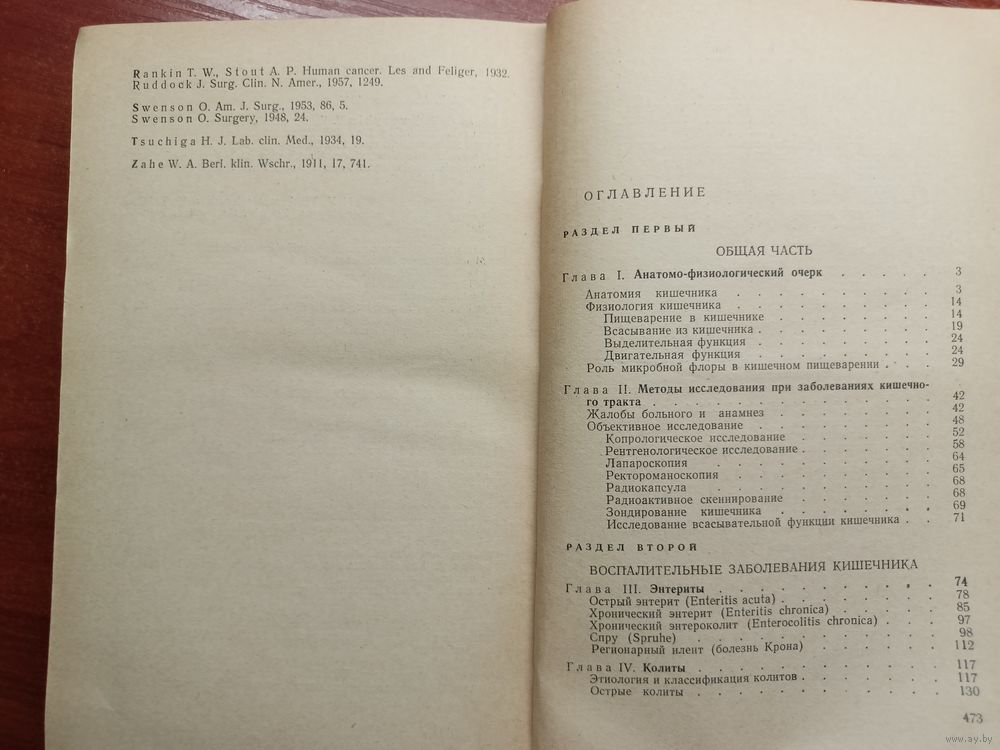 Rankin T. W., Stout A. P. Human cancer. Les and Feliger, 1932.
Ruddock J. Surg. Clin. N. Amer., 1957, 1249.
Swenson O. Am. J. Surg., 1953, 86, 5.
Swenson O. Surgery, 1948, 24.
Tsuchiga H. J. Lab. clin. Med., 1934, 19.
Zahe W. A. Berl. klin. Wschr., 1911, 17, 741.
ОГЛАВЛЕНИЕ
РАЗДЕЛ ПЕРВЫЙ
ОБЩАЯ ЧАСТЬ
Глава I. Анатомо-физиологический очерк . . . . . 3
Анатомия кишечника . . . . . . . . . . 3
Физиология кишечника . . . . . . . . . . 14
Пищеварение в кишечнике . . . . . . . . 14
Всасывание из кишечника . . . . . . . . . 19
Выделительная функция . . . . . . . . . 24
Двигательная функция . . . . . . . . . 24
Роль микробной флоры в кишечном пищеварении . . . 29
Глава II. Методы исследования при заболеваниях кишечно-
го тракта . . . . . . . . . . . . . 42
Жалобы больного и анамнез . . . . . . . . 42
Объективное исследование . . . . . . . . . 48
Копрологическое исследование . . . . . . . 52
Рентгенологическое исследование . . . . . . . 58
Лапароскопия . . . . . . . . . . 64
Ректороманоскопия . . . . . . . . . . 65
Радиокапсула . . . . . . . . . . 68
Радиоактивное скеннирование . . . . . . . 68
Зондирование кишечника . . . . . . . . 69
Исследование всасывательной функции кишечника . . 71
РАЗДЕЛ ВТОРОЙ
ВОСПАЛИТЕЛЬНЫЕ ЗАБОЛЕВАНИЯ КИШЕЧНИКА
Глава III. Энтериты . . . . . . . . . . 74
Острый энтерит (Enteritis acuta) . . . . . . . 78
Хронический энтерит (Enteritis chronica) . . . . . 85
Хронический энтероколит (Enterocolitis chronica) . . . 97
Спру (Spruhe) . . . . . . . . . . . 98
Регионарный илеит (болезнь Крона) . . . . . . 112
Глава IV. Колиты . . . . . . . . . . . 117
Этиология и классификация колитов . . . . . . 117
Острые колиты . . . . . . . . . . . 130
473
www.ay.by